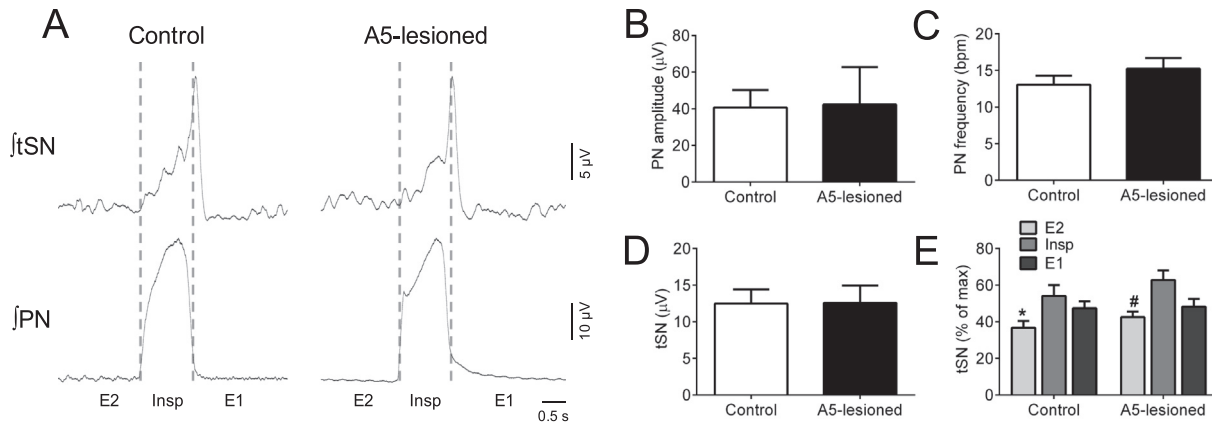 A
Control
A5-lesioned
∫tSN
5 µV
∫PN
10 µV
E2 Insp E1
E2 Insp E1
0.5 s
B
PN amplitude (µV)
80
60
40
20
0
Control A5-lesioned
C
PN frequency (bpm)
20
15
10
5
0
Control A5-lesioned
D
tSN (µV)
20
15
10
5
0
Control A5-lesioned
E
E2
Insp
E1
tSN (% of max)
80
60
40
20
0
*
#
Control A5-lesioned